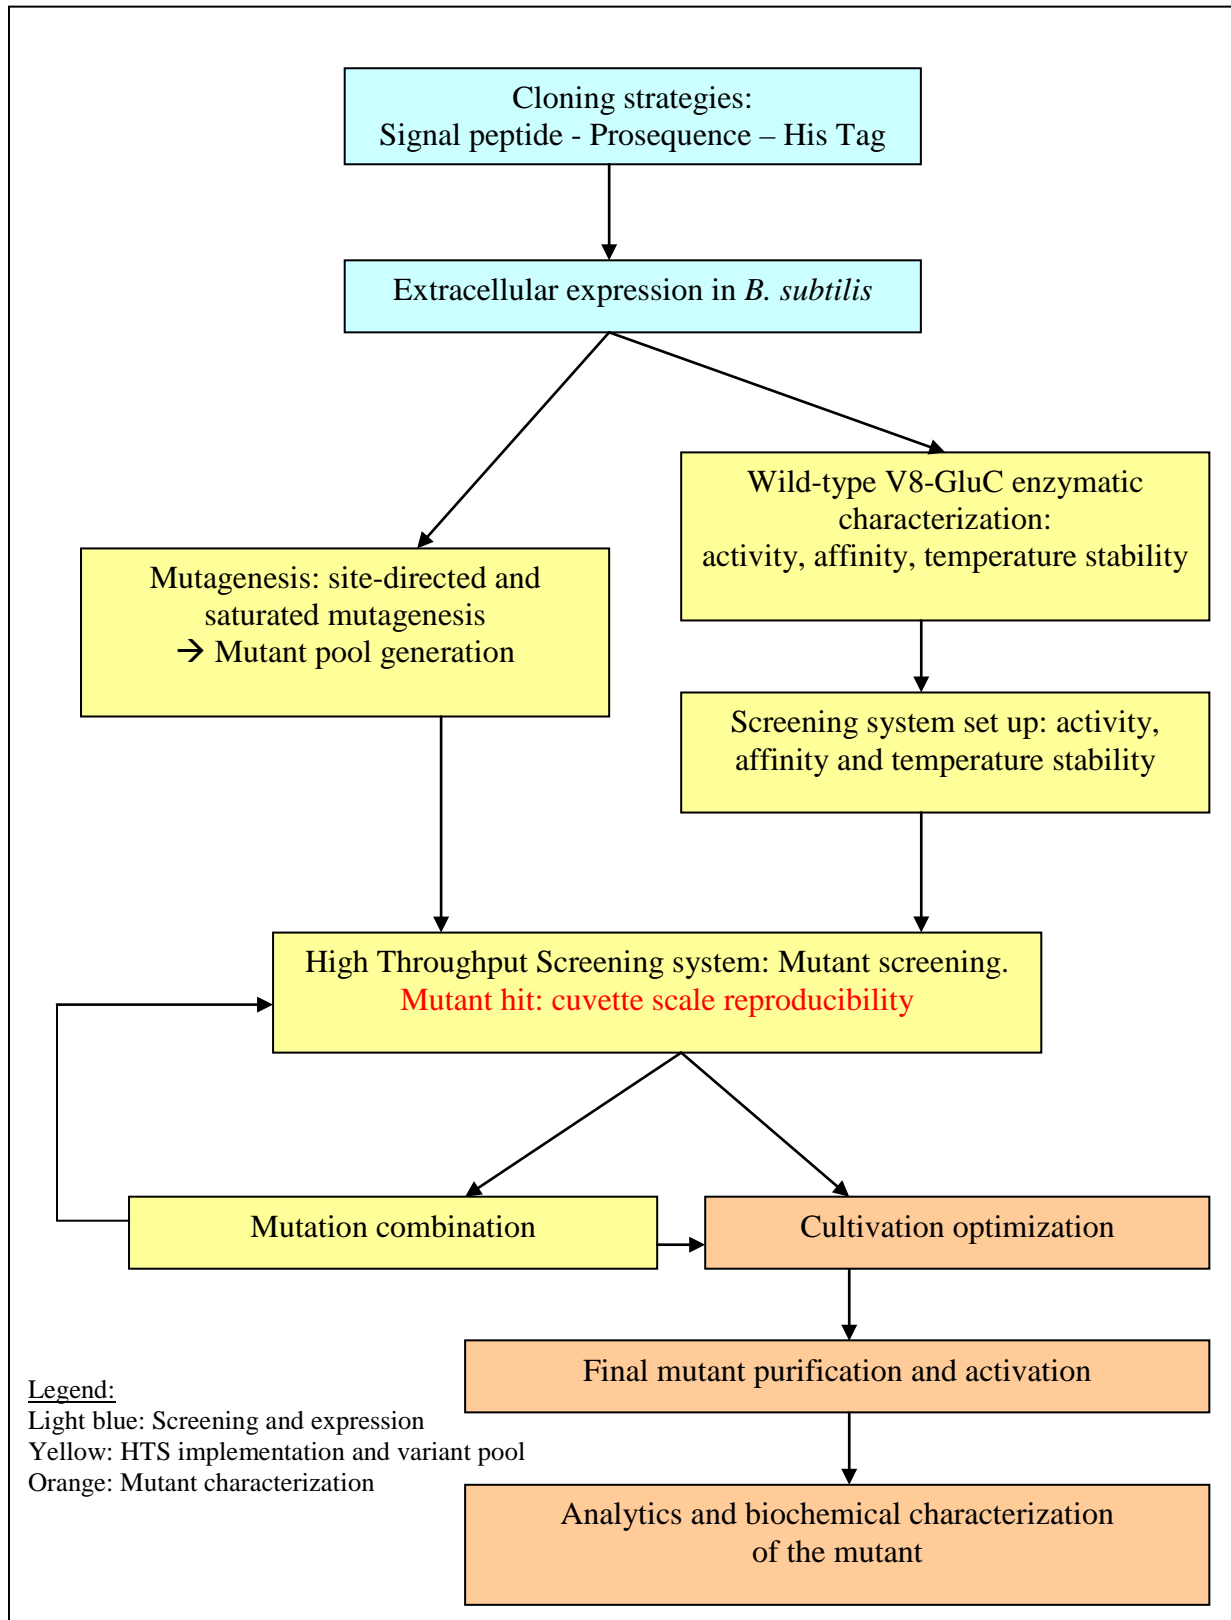 Cloning strategies:
Signal peptide - Prosequence – His Tag
Extracellular expression in B. subtilis
Wild-type V8-GluC enzymatic
characterization:
activity, affinity, temperature stability
Mutagenesis: site-directed and
saturated mutagenesis
→ Mutant pool generation
Screening system set up: activity,
affinity and temperature stability
High Throughput Screening system: Mutant screening.
Mutant hit: cuvette scale reproducibility
Mutation combination
Cultivation optimization
Final mutant purification and activation
Legend:
Light blue: Screening and expression
Yellow: HTS implementation and variant pool
Orange: Mutant characterization
Analytics and biochemical characterization
of the mutant